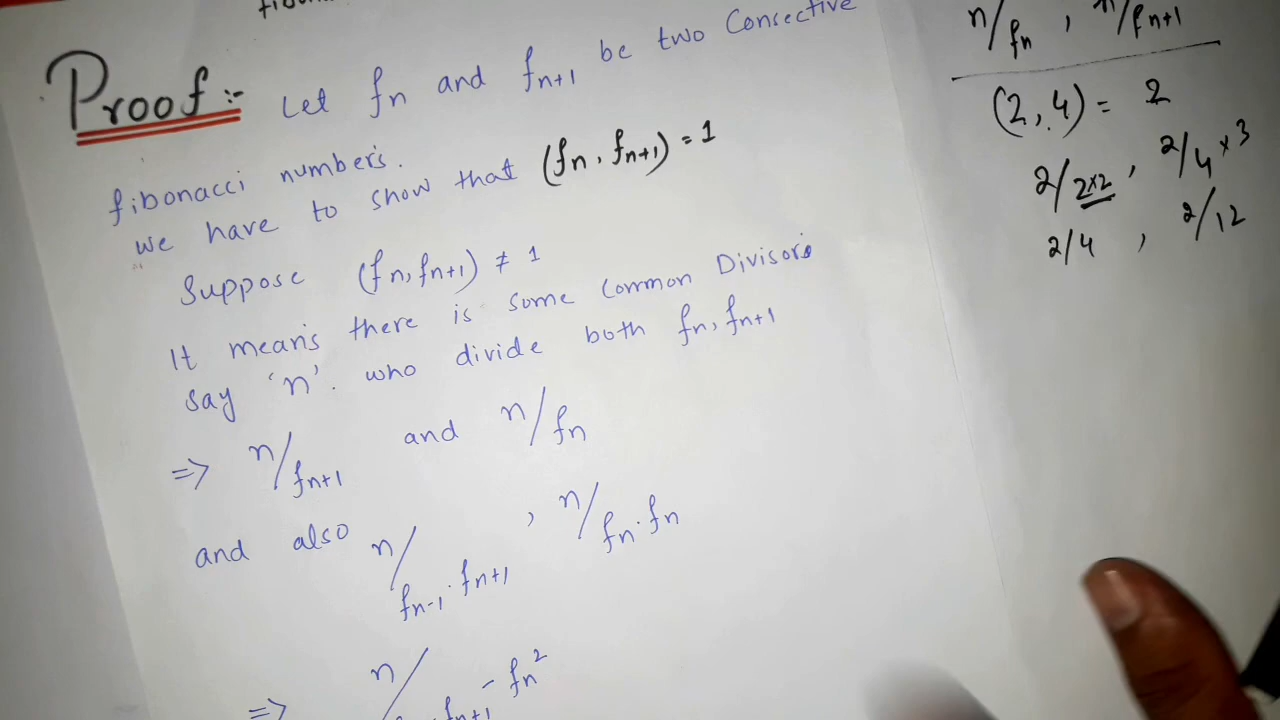 Proof :- Let fn and fn+1 be two Consective
fibonacci numbers.
we have to show that (fn, fn+1) = 1
Suppose (fn, fn+1) ≠ 1
It means there is some Common Divisors
say 'n'. who divide both fn, fn+1
=> n/fn+1 and n/fn
and also n/fn-1 . fn+1 , n/fn . fn
=> n/ fn+1 - fn²
n/fn , n/fn+1
(2, 4) = 2
2/2×2 , 2/4×3
2/4 , 2/12